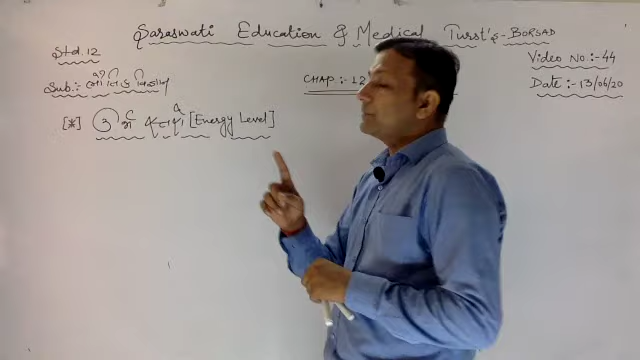 Saraswati Education & Medical Turst's - BORSAD
Std. 12
Video No :- 44
Sub :- ભૌતિક વિજ્ઞાન
CHAP :- 12
Date :- 13/06/20
[*] ઊર્જા સ્તરો [Energy Level]